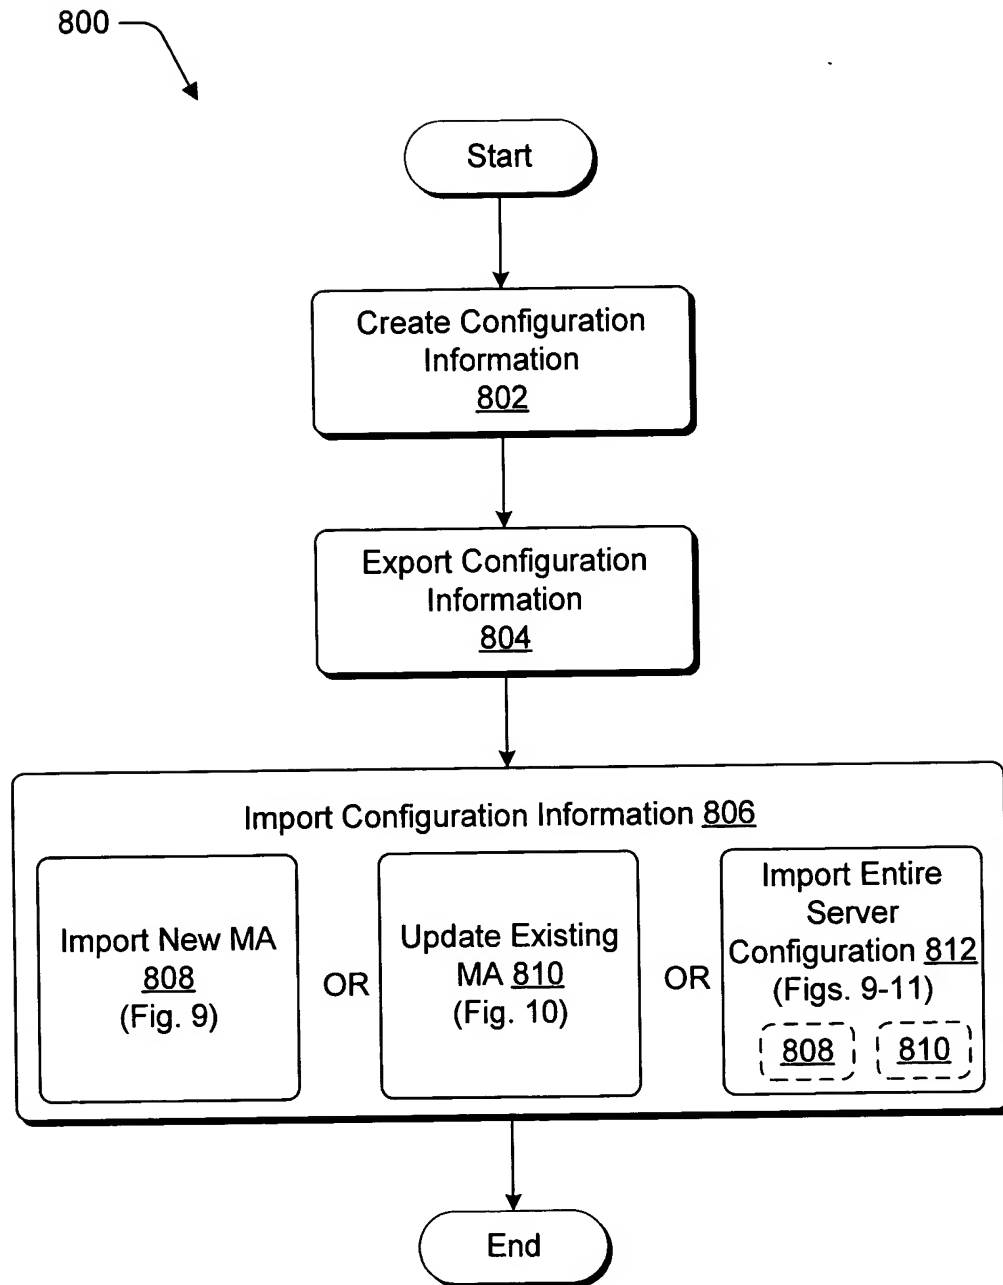 800
Start
Create Configuration
Information
802
Export Configuration
Information
804
Import Configuration Information 806
Import New MA
808
(Fig. 9)
OR
Update Existing
MA 810
(Fig. 10)
OR
Import Entire
Server
Configuration 812
(Figs. 9-11)
808
810
End